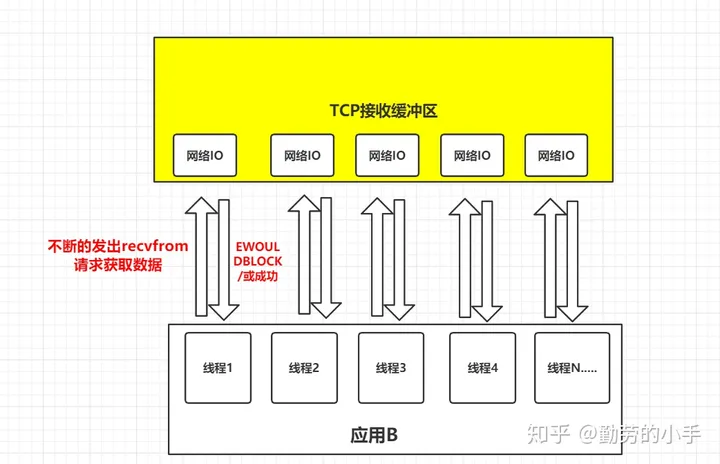 TCP接收缓冲区
网络IO
网络IO
网络IO
网络IO
网络IO
不断的发出recvfrom
请求获取数据
EWOUL
DBLOCK
/或成功
线程1
线程2
线程3
线程4
线程N.....
应用B
知乎 @勤劳的小手